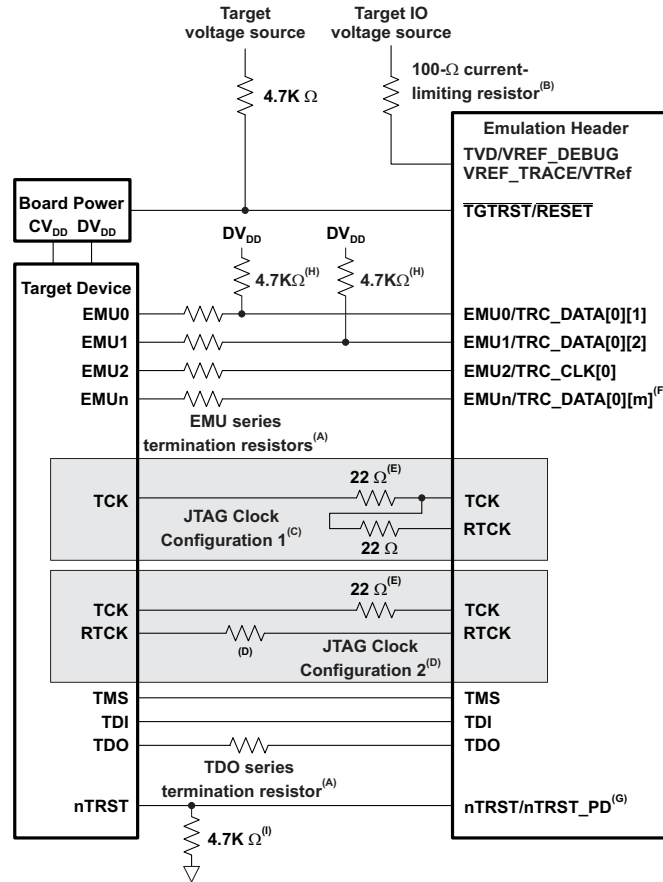 Target
voltage source
Target IO
voltage source
4.7K Ω
100-Ω current-
limiting resistor(B)
Emulation Header
TVD/VREF_DEBUG
VREF_TRACE/VTRef
Board Power
CVDD DVDD
TGTRST/RESET
DVDD
DVDD
4.7KΩ(H)
4.7KΩ(H)
Target Device
EMU0
EMU0/TRC_DATA[0][1]
EMU1
EMU1/TRC_DATA[0][2]
EMU2
EMU2/TRC_CLK[0]
EMUn
EMUn/TRC_DATA[0][m](F
EMU series
termination resistors(A)
22 Ω(E)
TCK
TCK
JTAG Clock
Configuration 1(C)
RTCK
22 Ω
22 Ω(E)
TCK
TCK
RTCK
RTCK
(D)
JTAG Clock
Configuration 2(D)
TMS
TMS
TDI
TDI
TDO
TDO
TDO series
termination resistor(A)
nTRST
nTRST/nTRST_PD(G)
4.7K Ω(I)